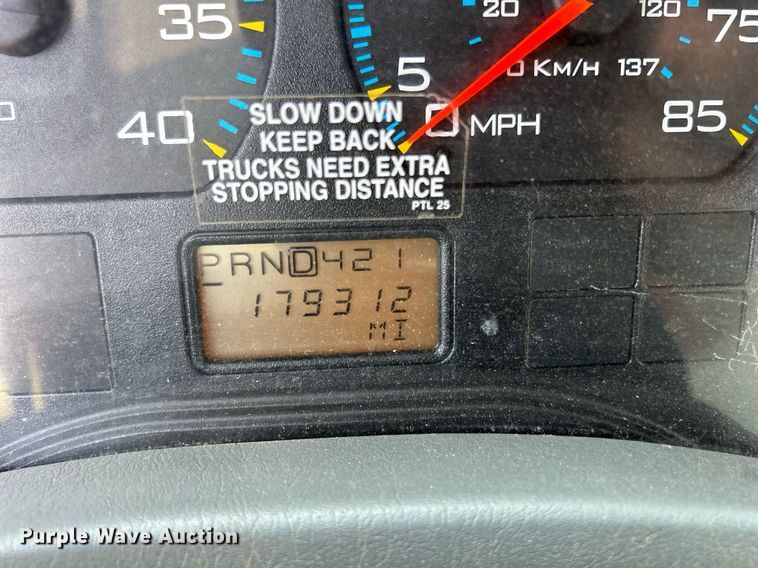 35
40
20
120
75
5
0 KM/H 137
0 MPH
85
SLOW DOWN
KEEP BACK
TRUCKS NEED EXTRA
STOPPING DISTANCE
PTL 25
PRND421
179312
MI
Purple Wave Auction